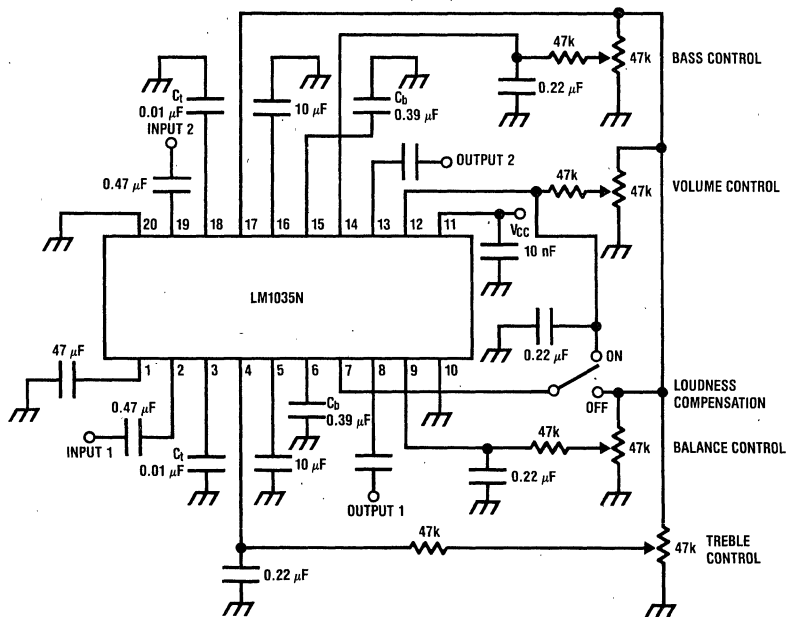 47k
47k
BASS CONTROL
0.22 µF
Ct
0.01 µF
10 µF
Cb
0.39 µF
INPUT 2
0.47 µF
OUTPUT 2
47k
47k
VOLUME CONTROL
20 19 18 17 16 15 14 13 12 11
VCC
10 nF
LM1035N
0.22 µF
ON
OFF
LOUDNESS
COMPENSATION
1 2 3 4 5 6 7 8 9 10
47 µF
0.47 µF
INPUT 1
Ct
0.01 µF
10 µF
Cb
0.39 µF
OUTPUT 1
47k
47k
BALANCE CONTROL
0.22 µF
47k
47k
TREBLE
CONTROL
0.22 µF